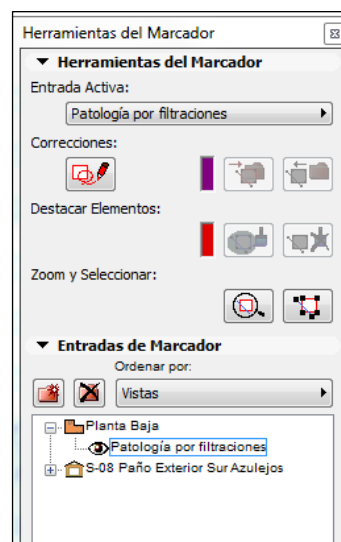 Herramientas del Marcador
Herramientas del Marcador
Entrada Activa:
Patología por filtraciones
Correcciones:
Destacar Elementos:
Zoom y Seleccionar:
Entradas de Marcador
Ordenar por:
Vistas
Planta Baja
Patología por filtraciones
S-08 Paño Exterior Sur Azulejos